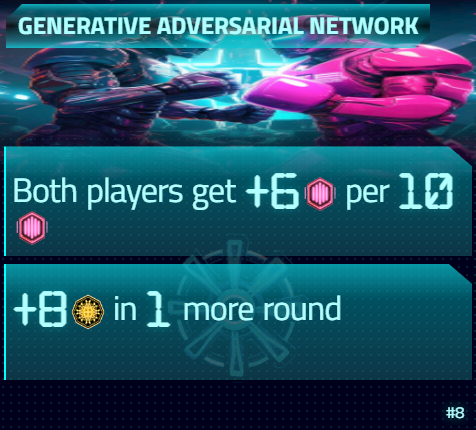 GENERATIVE ADVERSARIAL NETWORK
Both players get +6 per 10
+8 in 1 more round
#8